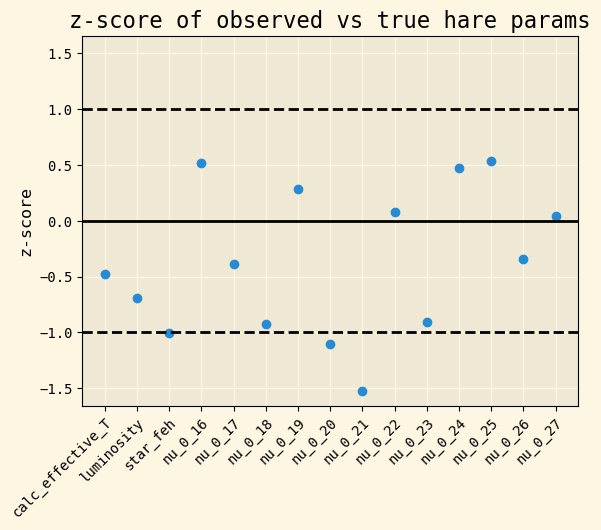 z-score of observed vs true hare params
z-score
1.5
1.0
0.5
0.0
−0.5
−1.0
−1.5
calc_effective_T
luminosity
star_feh
nu_0_16
nu_0_17
nu_0_18
nu_0_19
nu_0_20
nu_0_21
nu_0_22
nu_0_23
nu_0_24
nu_0_25
nu_0_26
nu_0_27